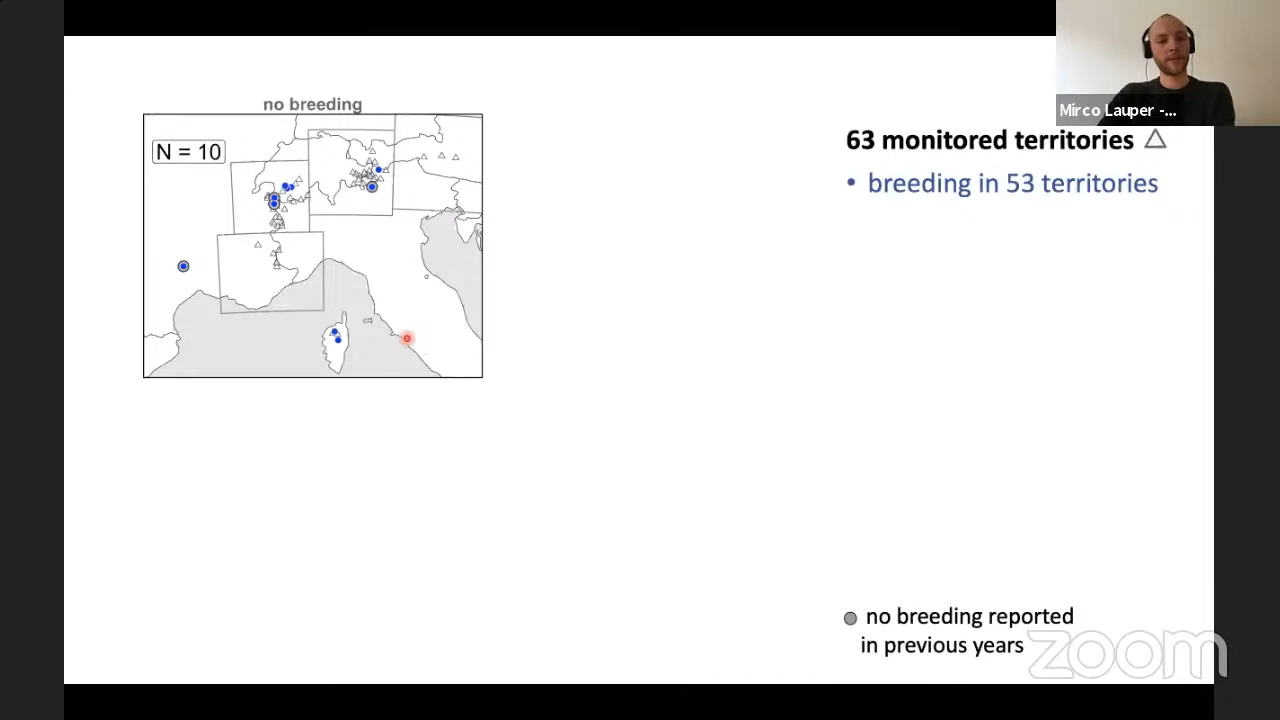 Mirco Lauper -...
no breeding
N = 10
63 monitored territories
• breeding in 53 territories
no breeding reported
in previous years
zoom